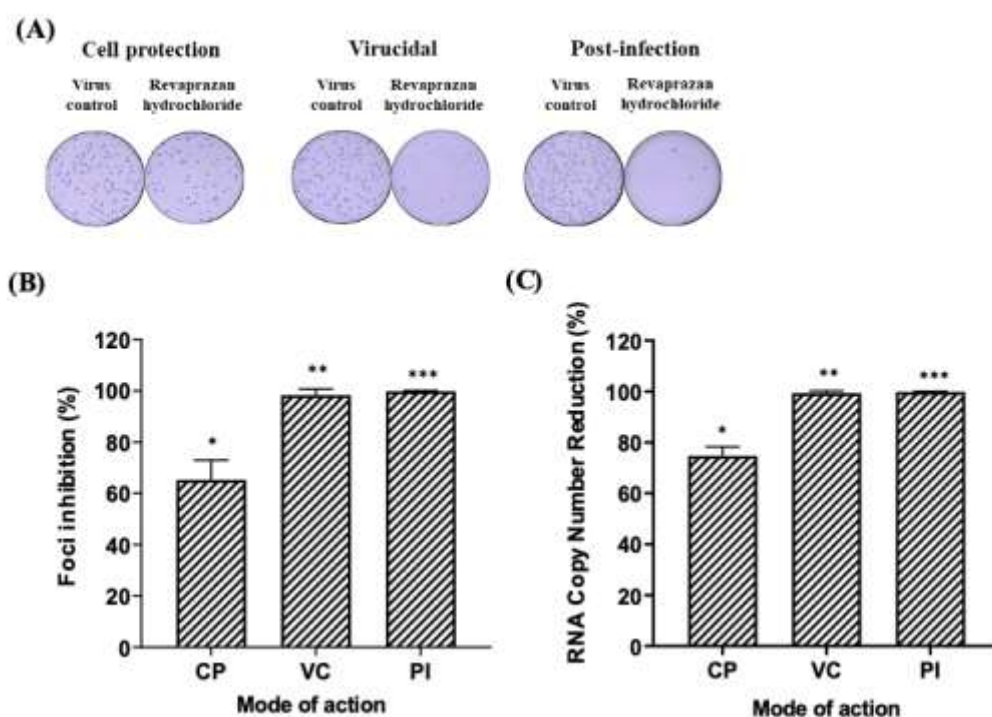 (A)
Cell protection
Virucidal
Post-infection
Virus control
Revaprazan hydrochloride
Virus control
Revaprazan hydrochloride
Virus control
Revaprazan hydrochloride
(B)
120
100
80
60
40
20
0
Foci inhibition (%)
*
**
***
CP
VC
PI
Mode of action
(C)
120
100
80
60
40
20
0
RNA Copy Number Reduction (%)
*
**
***
CP
VC
PI
Mode of action